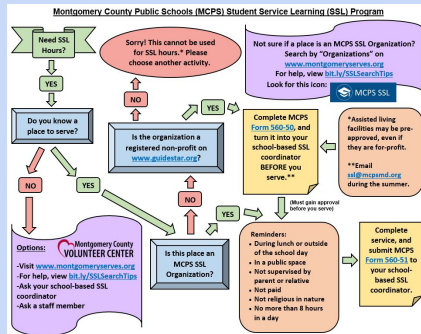 Montgomery County Public Schools (MCPS) Student Service Learning (SSL) Program
Need SSL
Hours?
YES
Do you know a
place to serve?
NO
YES
Options:
Montgomery County
VOLUNTEER CENTER
-Visit www.montgomeryserves.org
-For help, view bit.ly/SSLSearchTips
-Ask your school-based SSL
coordinator
-Ask a staff member
Sorry! This cannot be used
for SSL hours.* Please
choose another activity.
NO
YES
Is the organization a
registered non-profit on
www.guidestar.org?
NO
YES
Is this place an
MCPS SSL
Organization?
Not sure if a place is an MCPS SSL Organization?
Search by "Organizations" on
www.montgomeryserves.org
For help, view bit.ly/SSLSearchTips
Look for this icon:
MCPS SSL
Complete MCPS
Form 560-50, and
turn it into your
school-based SSL
coordinator
BEFORE you
serve.**
(Must gain approval
before you serve)
*Assisted living
facilities may be pre-
approved, even if
they are for-profit.
**Email
ssl@mcpsmd.org
during the summer.
Reminders:
• During lunch or outside
of the school day
• In a public space
• Not supervised by
parent or relative
• Not paid
• Not religious in nature
• No more than 8 hours
in a day
Complete
service, and
submit MCPS
Form 560-51 to
your school-
based SSL
coordinator.